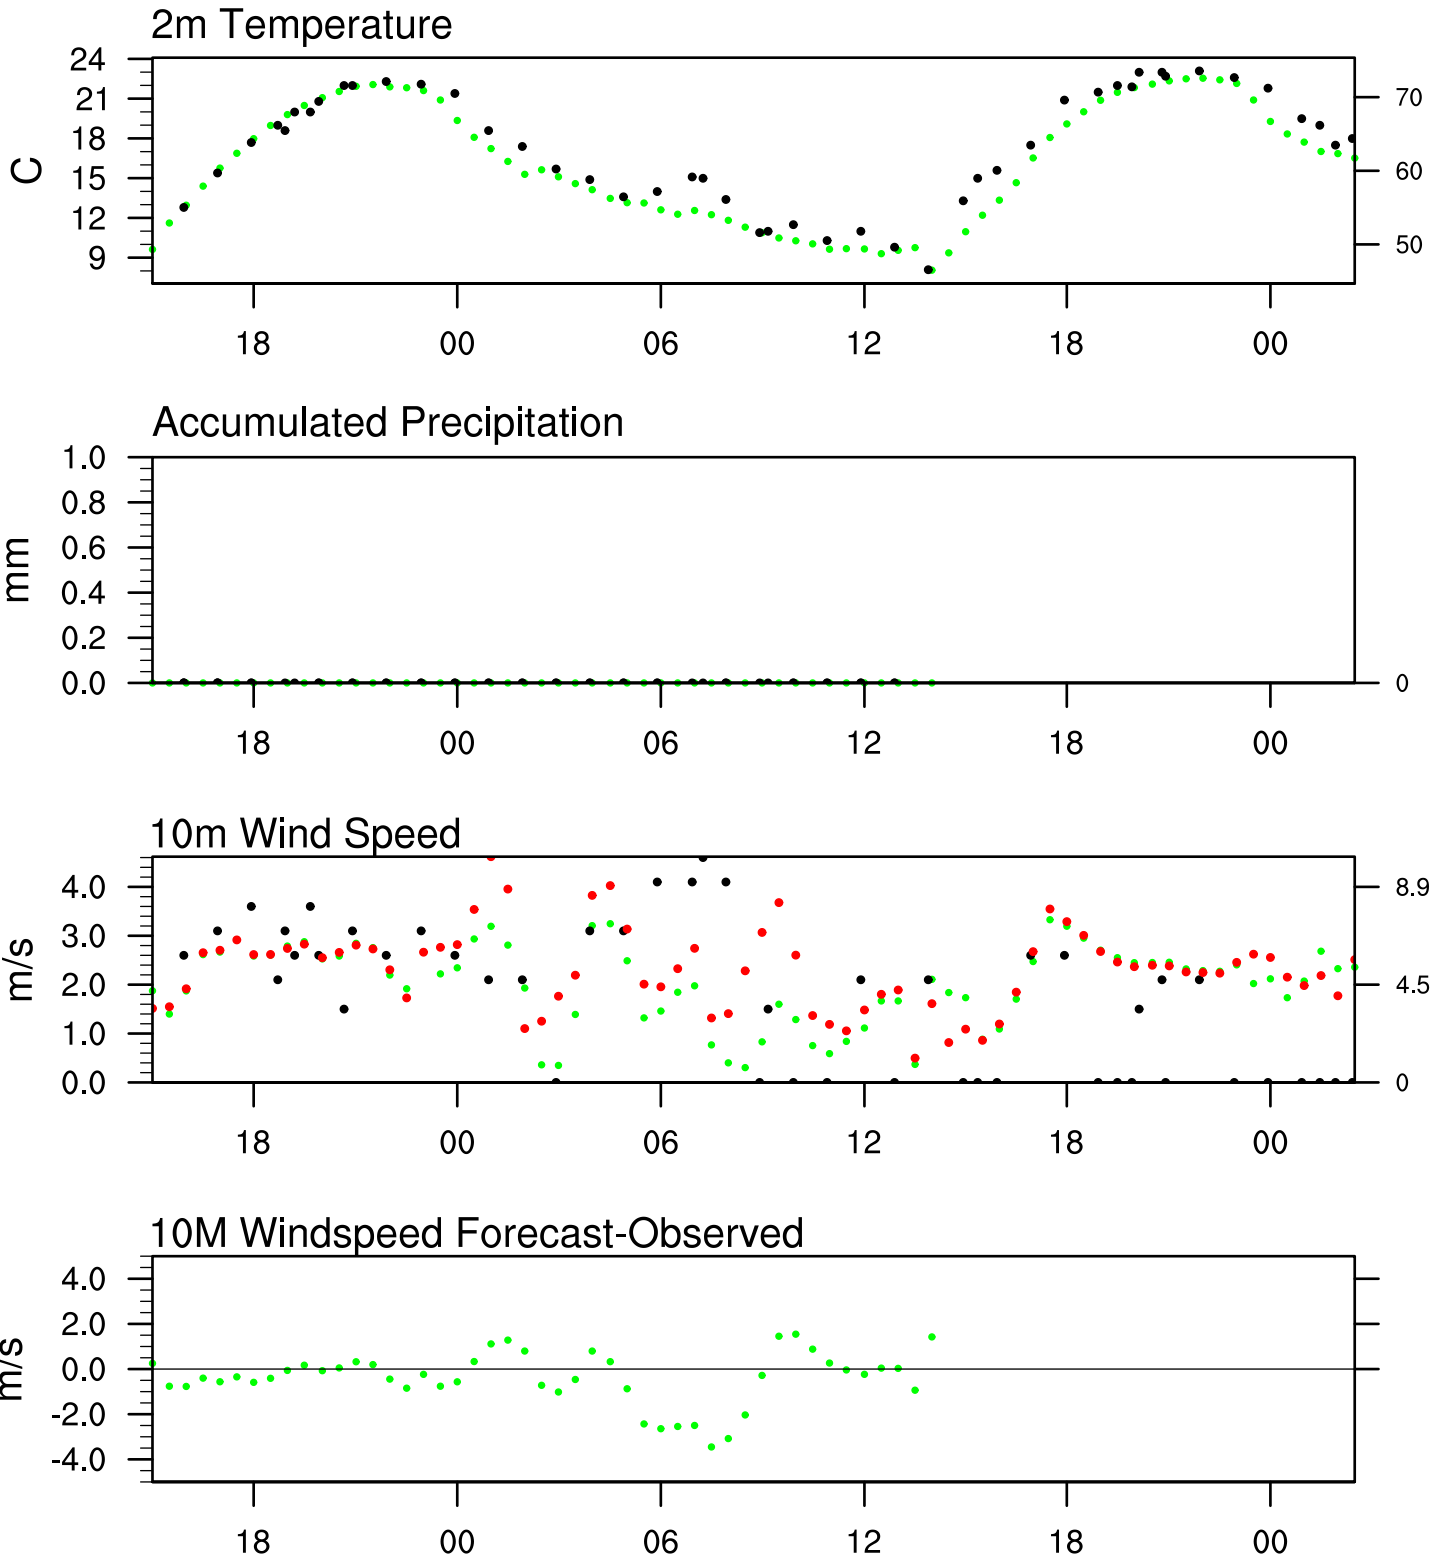 2m Temperature
24
21
18
15
12
9
C
70
60
50
18 00 06 12 18 00
Accumulated Precipitation
1.0
0.8
0.6
0.4
0.2
0.0
mm
0
18 00 06 12 18 00
10m Wind Speed
4.0
3.0
2.0
1.0
0.0
m/s
8.9
4.5
0
18 00 06 12 18 00
10M Windspeed Forecast-Observed
4.0
2.0
0.0
-2.0
-4.0
m/s
18 00 06 12 18 00